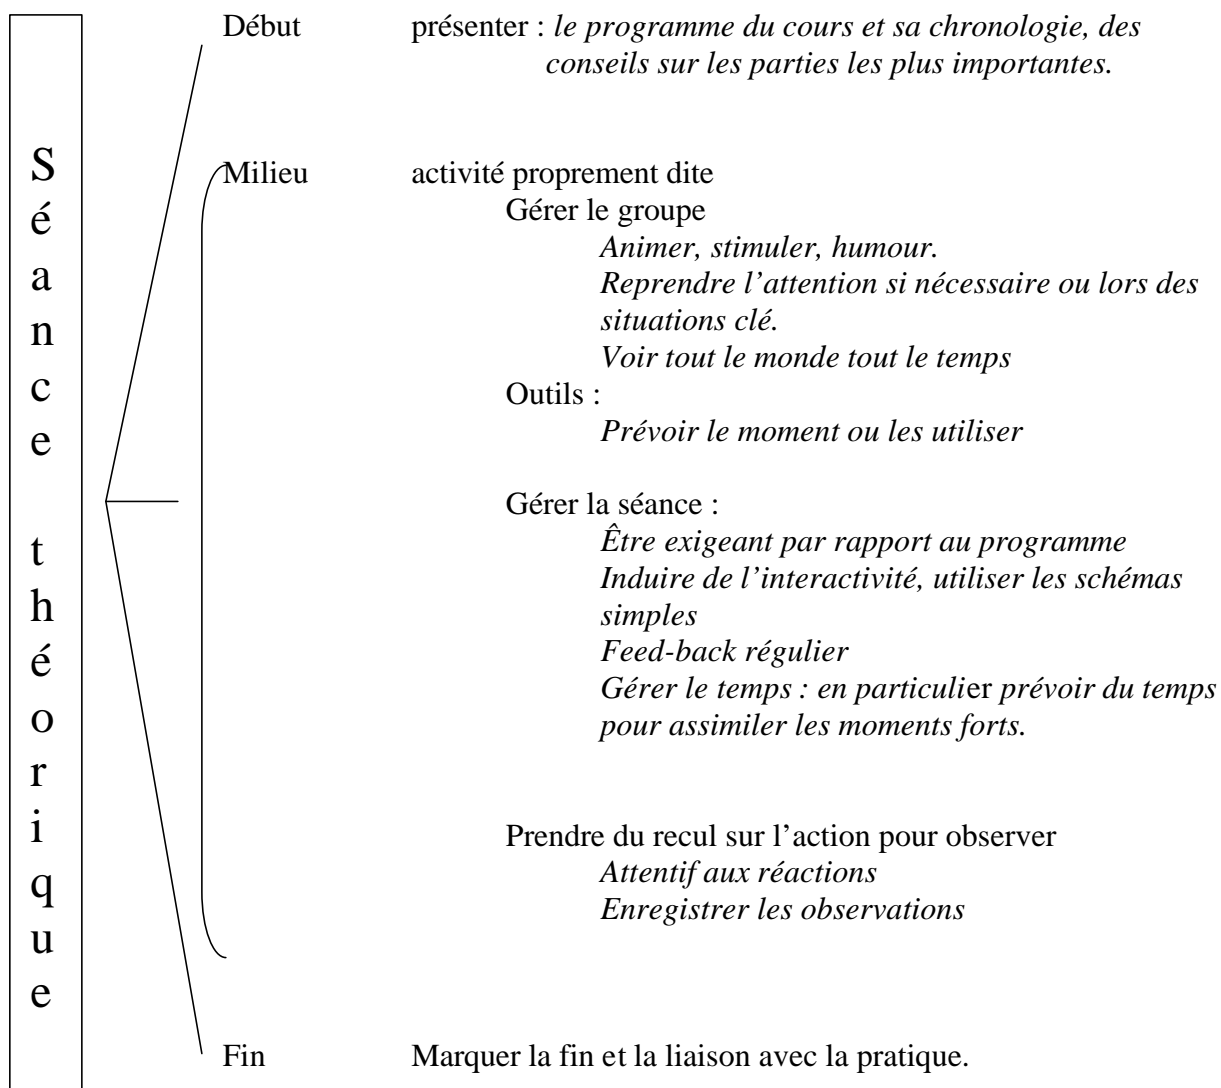 Séance théorique
Début présenter : le programme du cours et sa chronologie, des
conseils sur les parties les plus importantes.
Milieu activité proprement dite
Gérer le groupe
Animer, stimuler, humour.
Reprendre l’attention si nécessaire ou lors des
situations clé.
Voir tout le monde tout le temps
Outils :
Prévoir le moment ou les utiliser
Gérer la séance :
Être exigeant par rapport au programme
Induire de l’interactivité, utiliser les schémas
simples
Feed-back régulier
Gérer le temps : en particulier prévoir du temps
pour assimiler les moments forts.
Prendre du recul sur l’action pour observer
Attentif aux réactions
Enregistrer les observations
Fin Marquer la fin et la liaison avec la pratique.